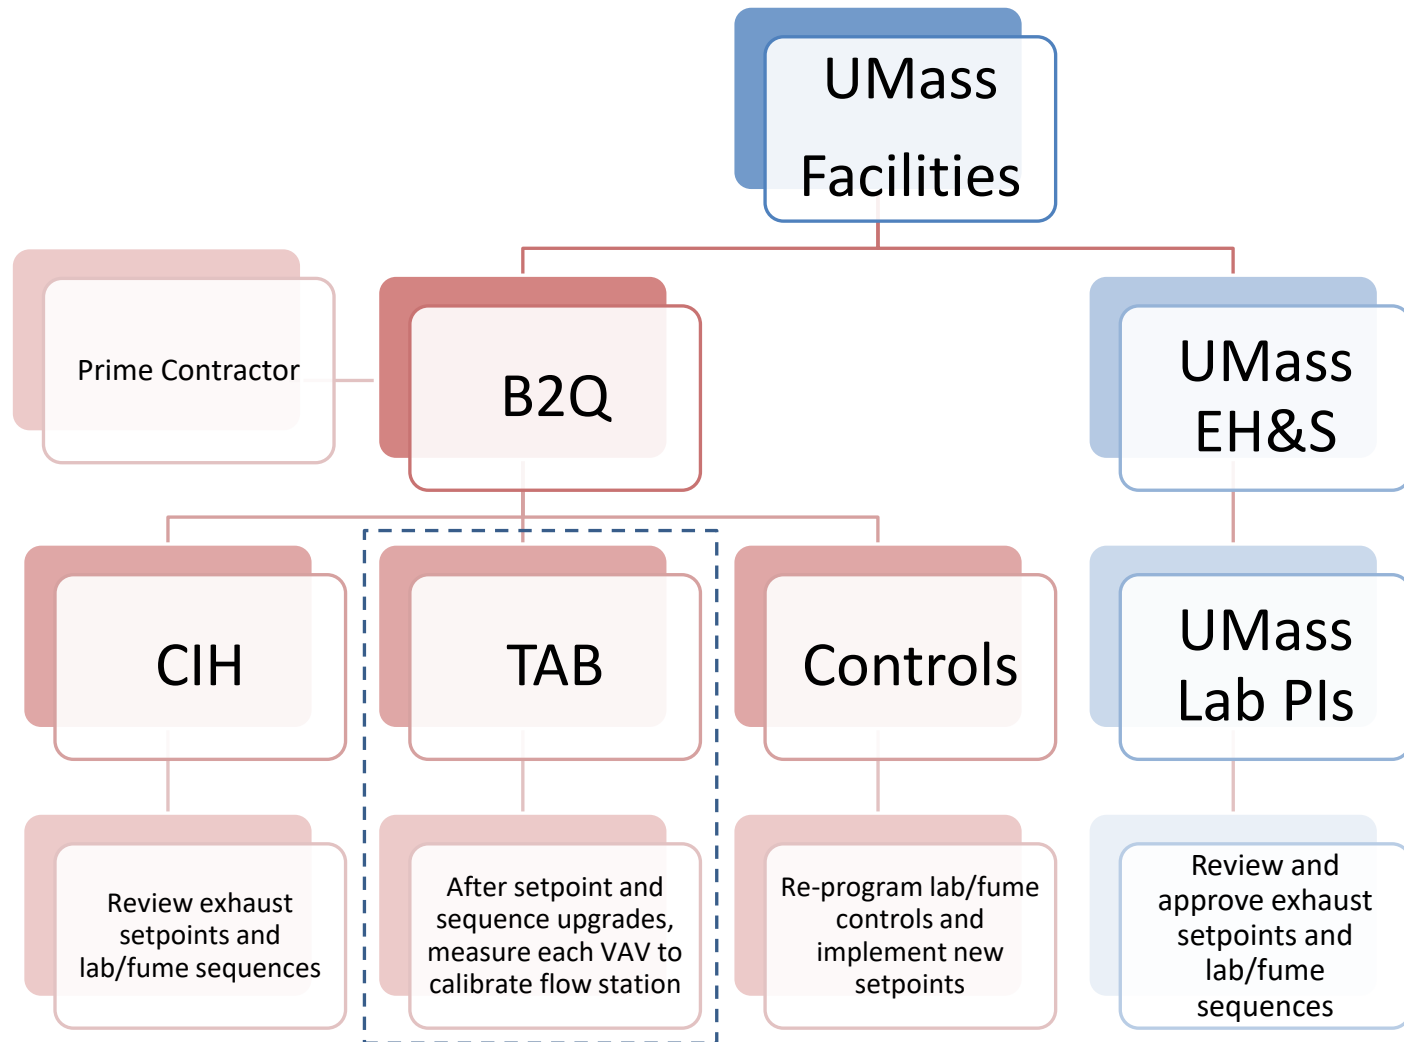 UMass
Facilities
Prime Contractor
B2Q
UMass
EH&S
CIH
TAB
Controls
UMass
Lab PIs
Review exhaust
setpoints and
lab/fume sequences
After setpoint and
sequence upgrades,
measure each VAV to
calibrate flow station
Re-program lab/fume
controls and
implement new
setpoints
Review and
approve exhaust
setpoints and
lab/fume
sequences